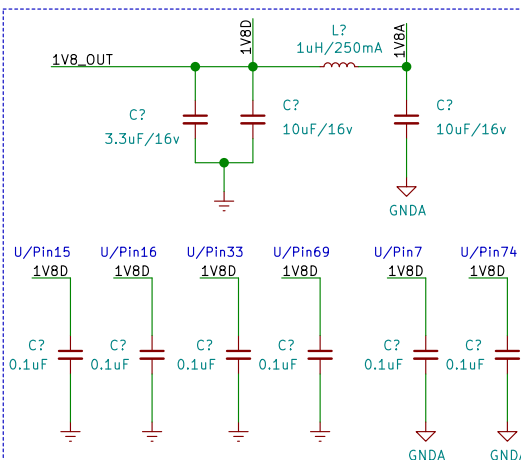 1V8D
L?
1uH/250mA
1V8A
1V8_OUT
C?
3.3uF/16v
C?
10uF/16v
C?
10uF/16v
GNDA
U/Pin15
U/Pin16
U/Pin33
U/Pin69
U/Pin7
U/Pin74
1V8D
1V8D
1V8D
1V8D
1V8D
1V8D
C?
0.1uF
C?
0.1uF
C?
0.1uF
C?
0.1uF
C?
0.1uF
C?
0.1uF
GNDA
GNDA